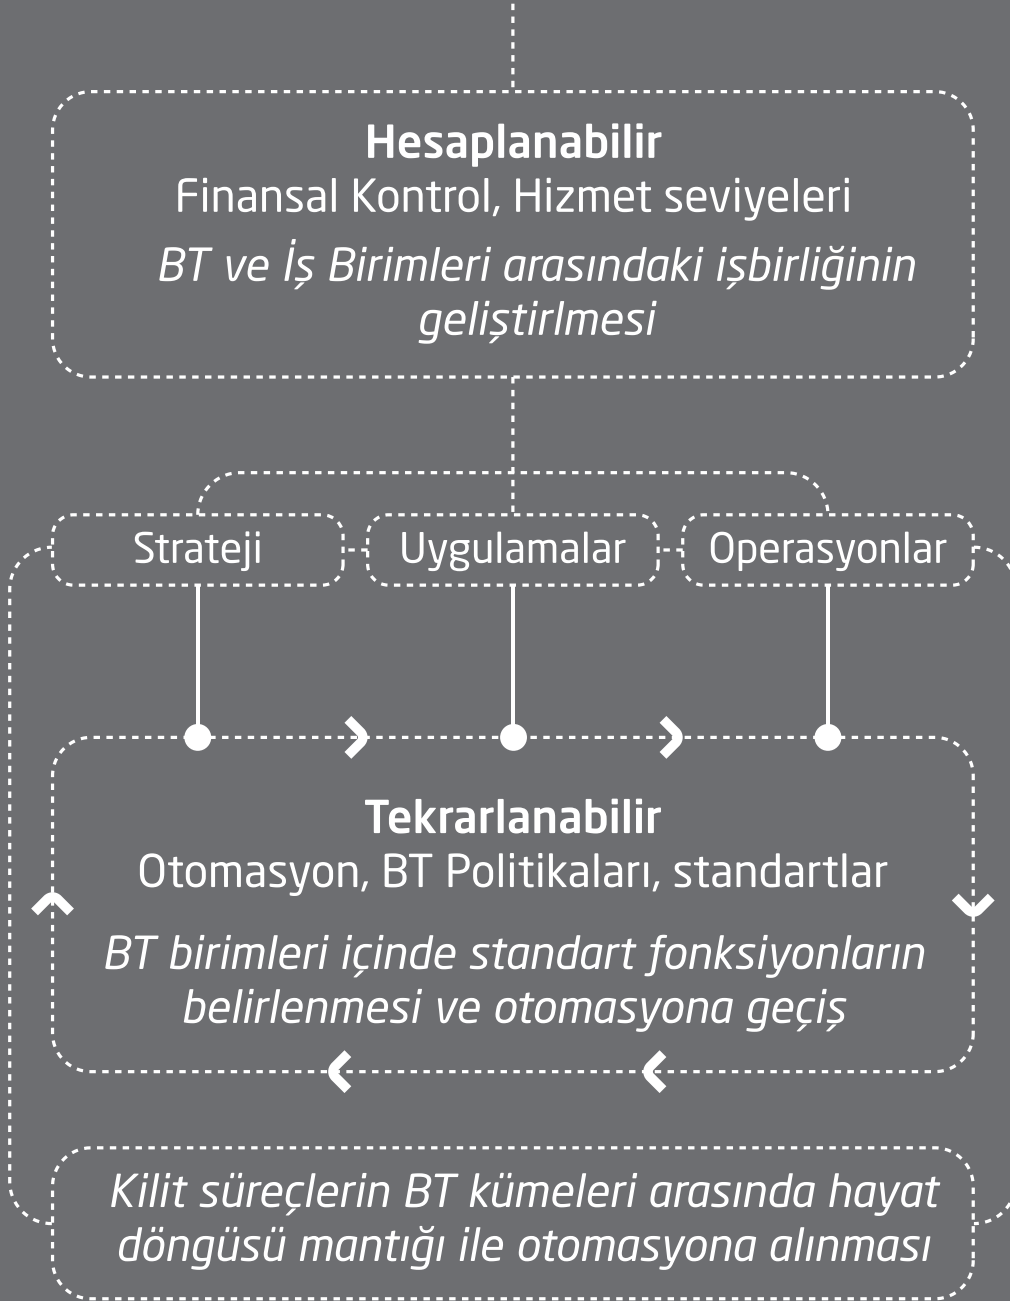 Hesaplanabilir
Finansal Kontrol, Hizmet seviyeleri
BT ve İş Birimleri arasındaki işbirliğinin
geliştirlmesi
Strateji
Uygulamalar
Operasyonlar
Tekrarlanabilir
Otomasyon, BT Politikaları, standartlar
BT birimleri içinde standart fonksiyonların
belirlenmesi ve otomasyona geçiş
Kilit süreçlerin BT kümeleri arasında hayat
döngüsü mantığı ile otomasyona alınması